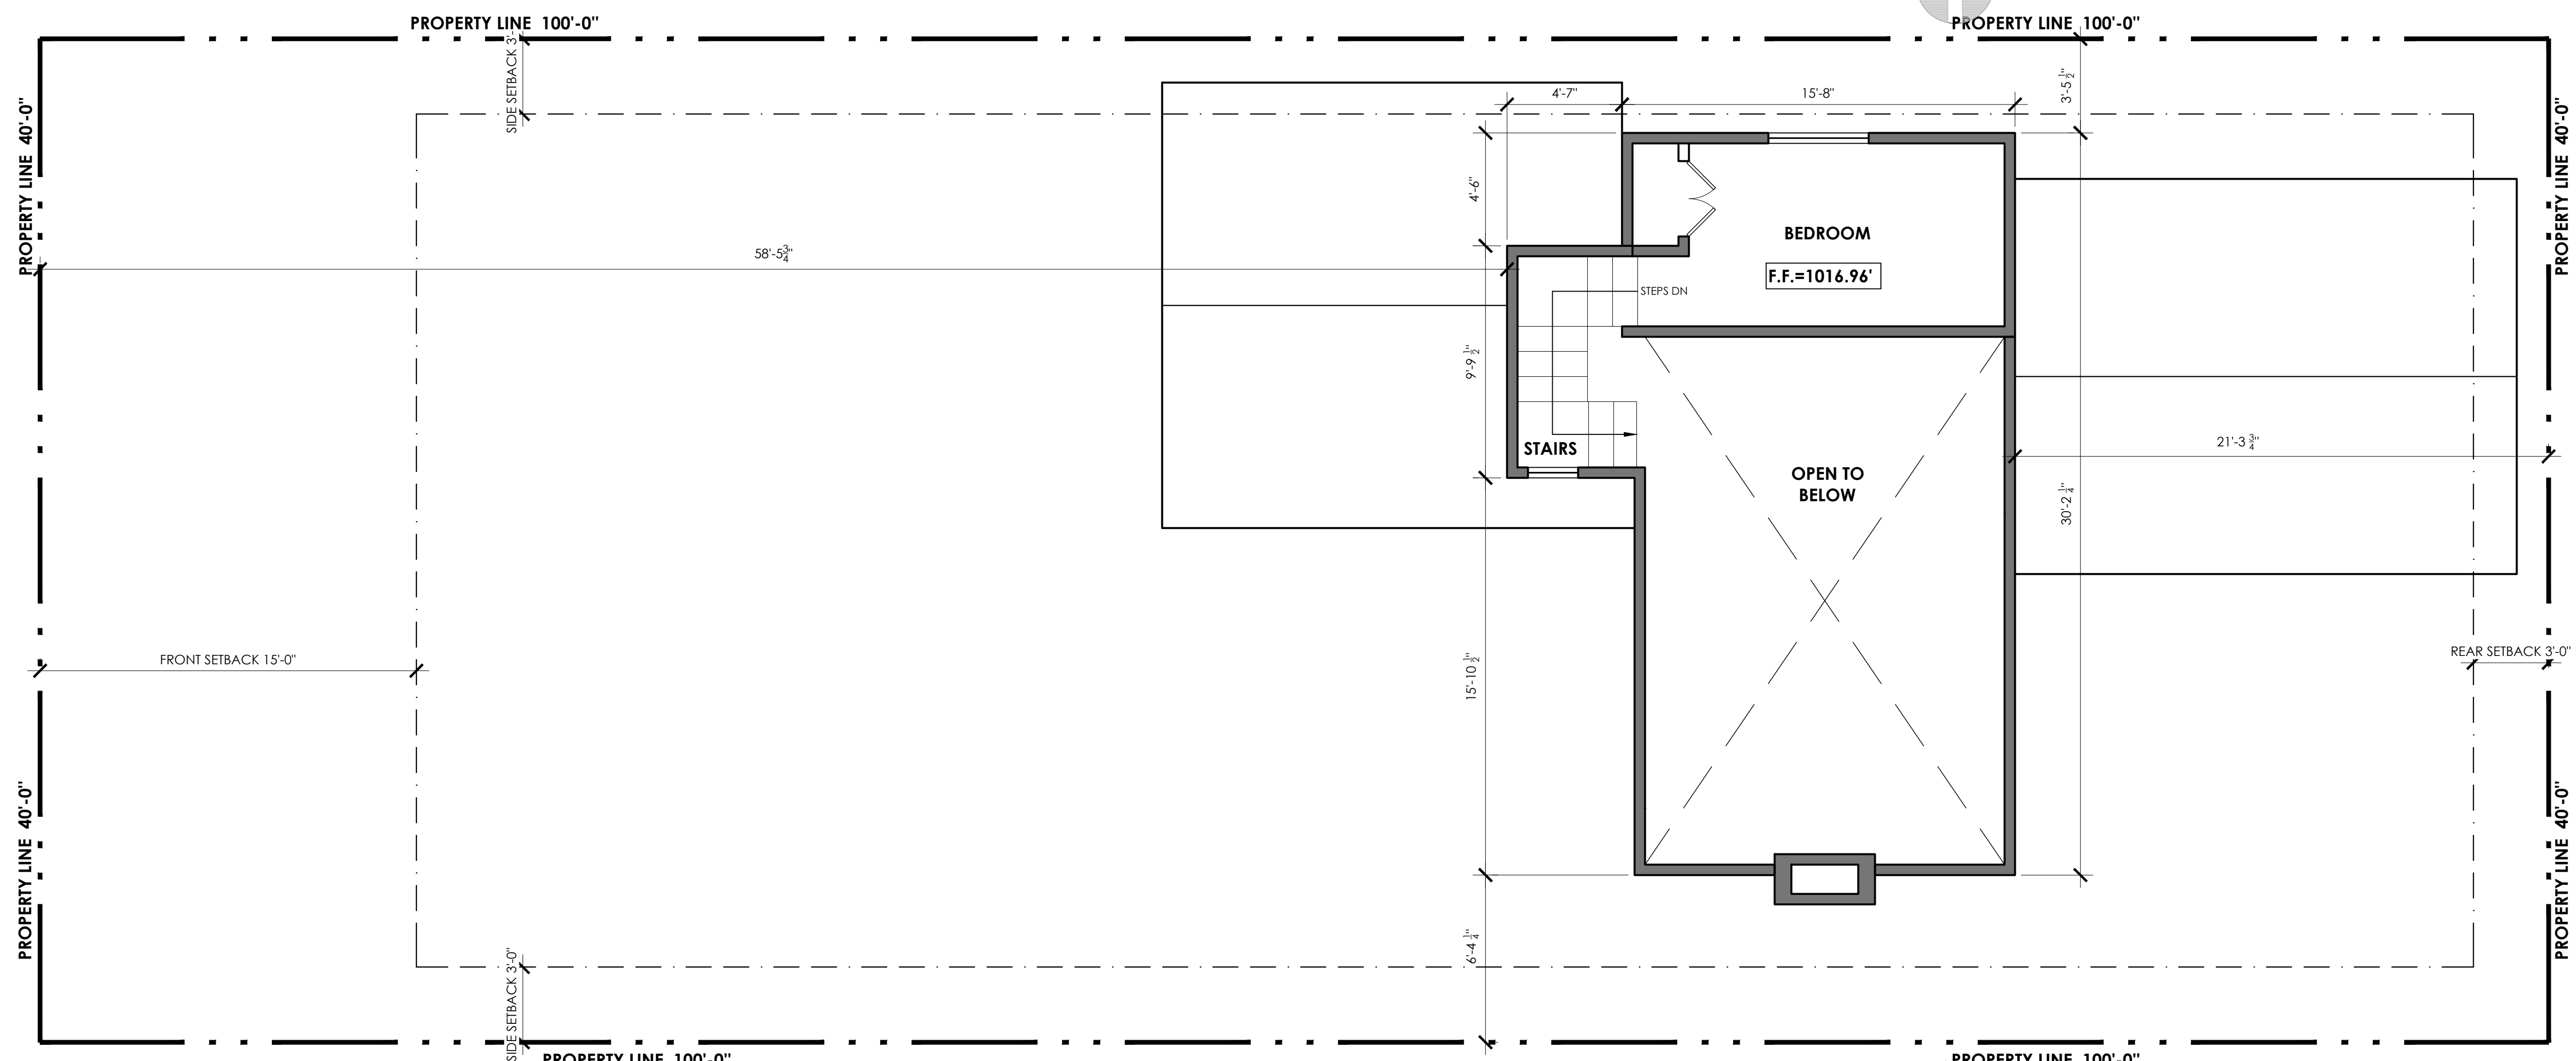 PROPERTY LINE 100'-0"
PROPERTY LINE 100'-0"
SIDE SETBACK 3'-
3'-5 1/2"
4'-7"
15'-8"
PROPERTY LINE 40'-0"
PROPERTY LINE 40'-0"
4'-6"
BEDROOM
58'-5 3/4"
F.F.=1016.96'
STEPS DN
9'-9 1/2"
STAIRS
21'-3 3/4"
OPEN TO
BELOW
30'-2 1/4"
FRONT SETBACK 15'-0"
REAR SETBACK 3'-0"
15'-10 1/2"
PROPERTY LINE 40'-0"
PROPERTY LINE 40'-0"
6'-4 1/4"
SIDE SETBACK 3'-0"
PROPERTY LINE 100'-0"
PROPERTY LINE 100'-0"